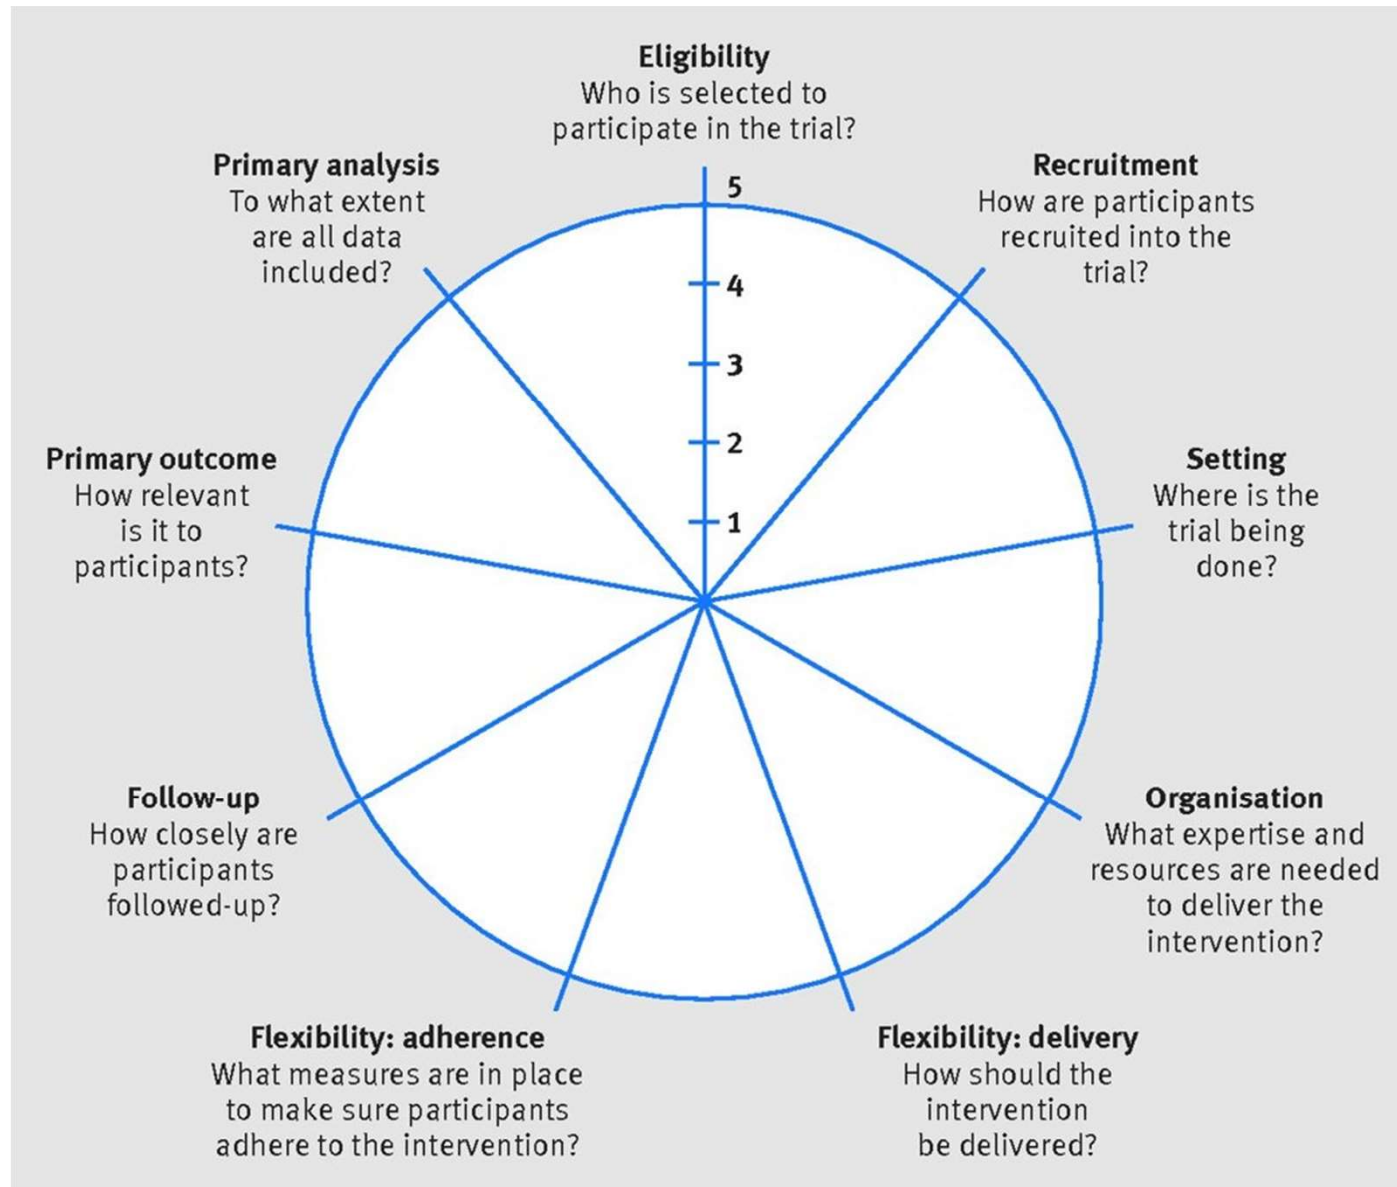 Eligibility
Who is selected to
participate in the trial?
Primary analysis
To what extent
are all data
included?
Recruitment
How are participants
recruited into the
trial?
5
4
3
2
1
Primary outcome
How relevant
is it to
participants?
Setting
Where is the
trial being
done?
Follow-up
How closely are
participants
followed-up?
Organisation
What expertise and
resources are needed
to deliver the
intervention?
Flexibility: adherence
What measures are in place
to make sure participants
adhere to the intervention?
Flexibility: delivery
How should the
intervention
be delivered?